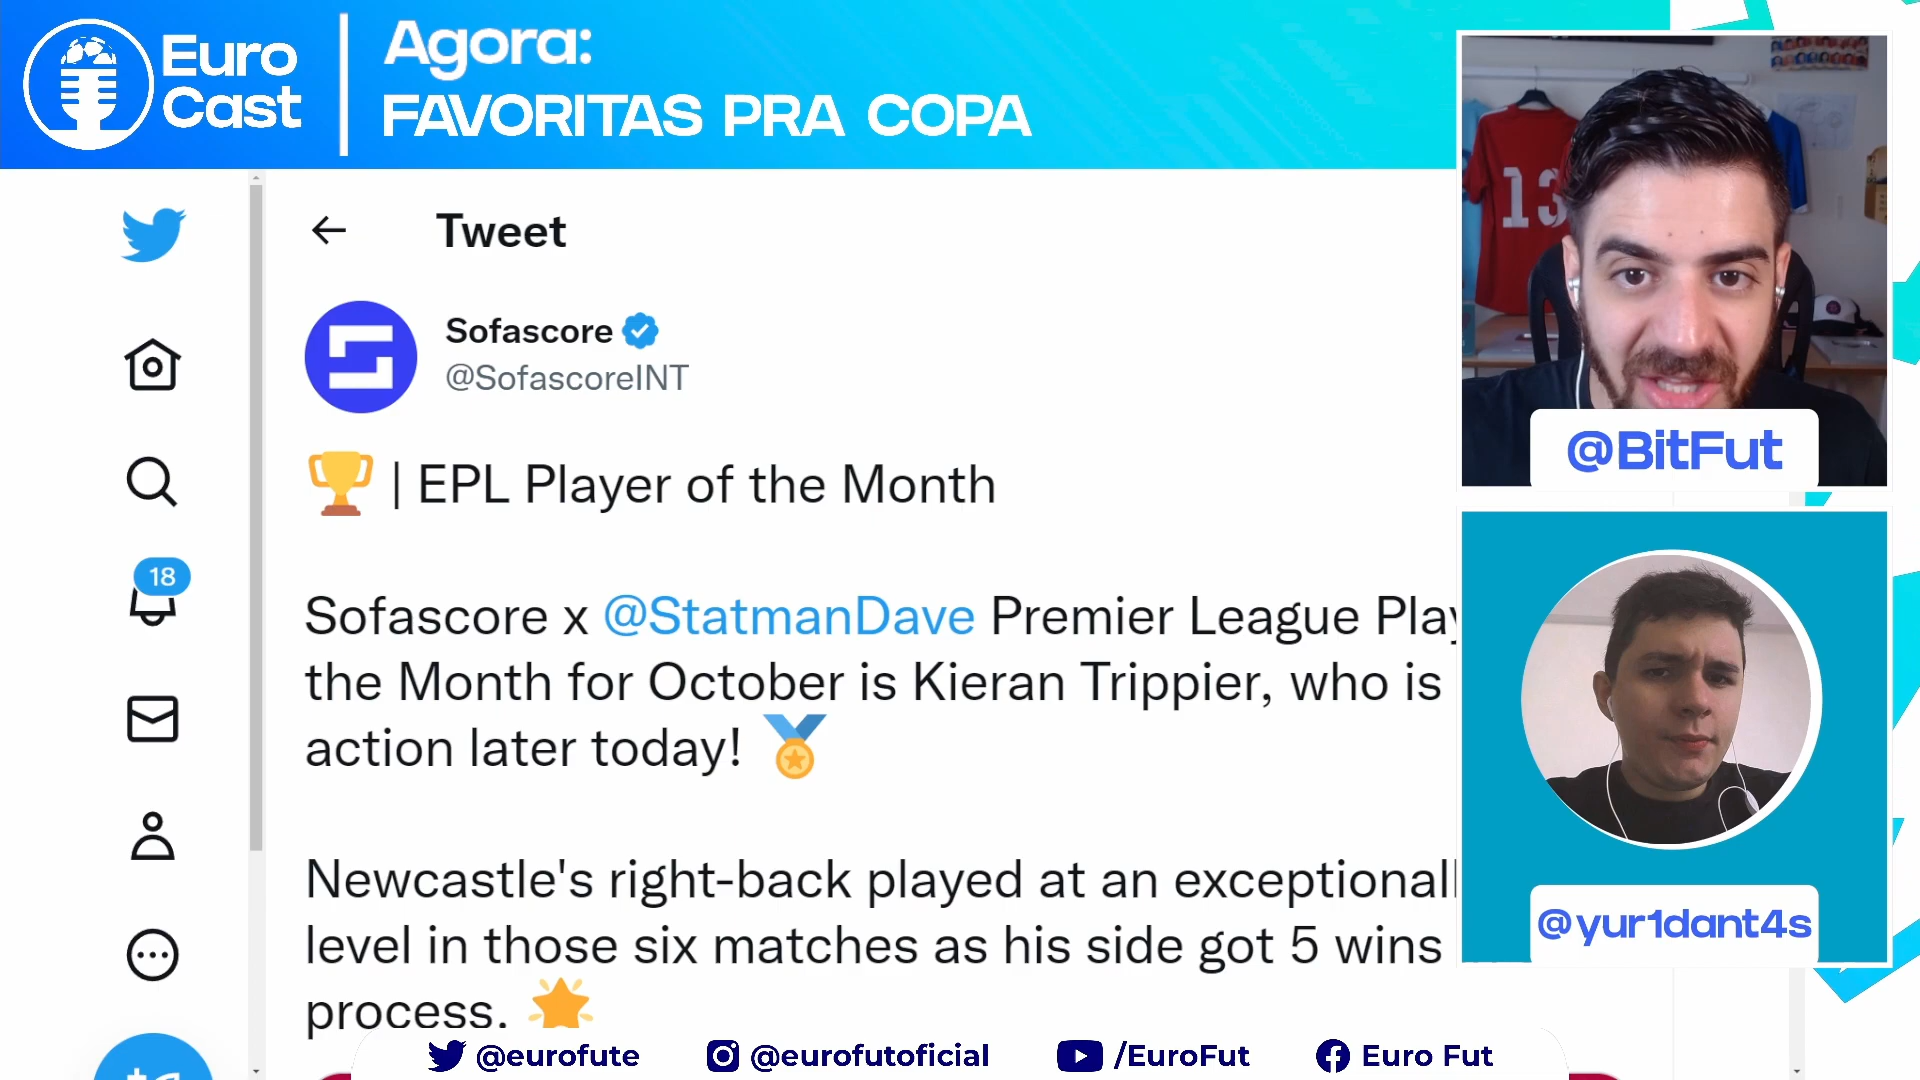 Euro
Cast
Agora:
FAVORITAS PRA COPA
Tweet
Sofascore
@SofascoreINT
| EPL Player of the Month
Sofascore x @StatmanDave Premier League Play
the Month for October is Kieran Trippier, who is
action later today!
Newcastle's right-back played at an exceptionall
level in those six matches as his side got 5 wins
process.
18
13
@BitFut
@yur1dant4s
@eurofute
@eurofutoficial
/EuroFut
Euro Fut